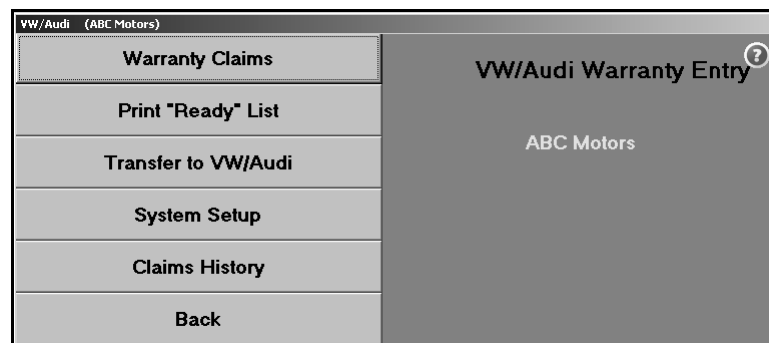 VW/Audi (ABC Motors)
Warranty Claims
Print "Ready" List
Transfer to VW/Audi
System Setup
Claims History
Back
VW/Audi Warranty Entry
?
ABC Motors